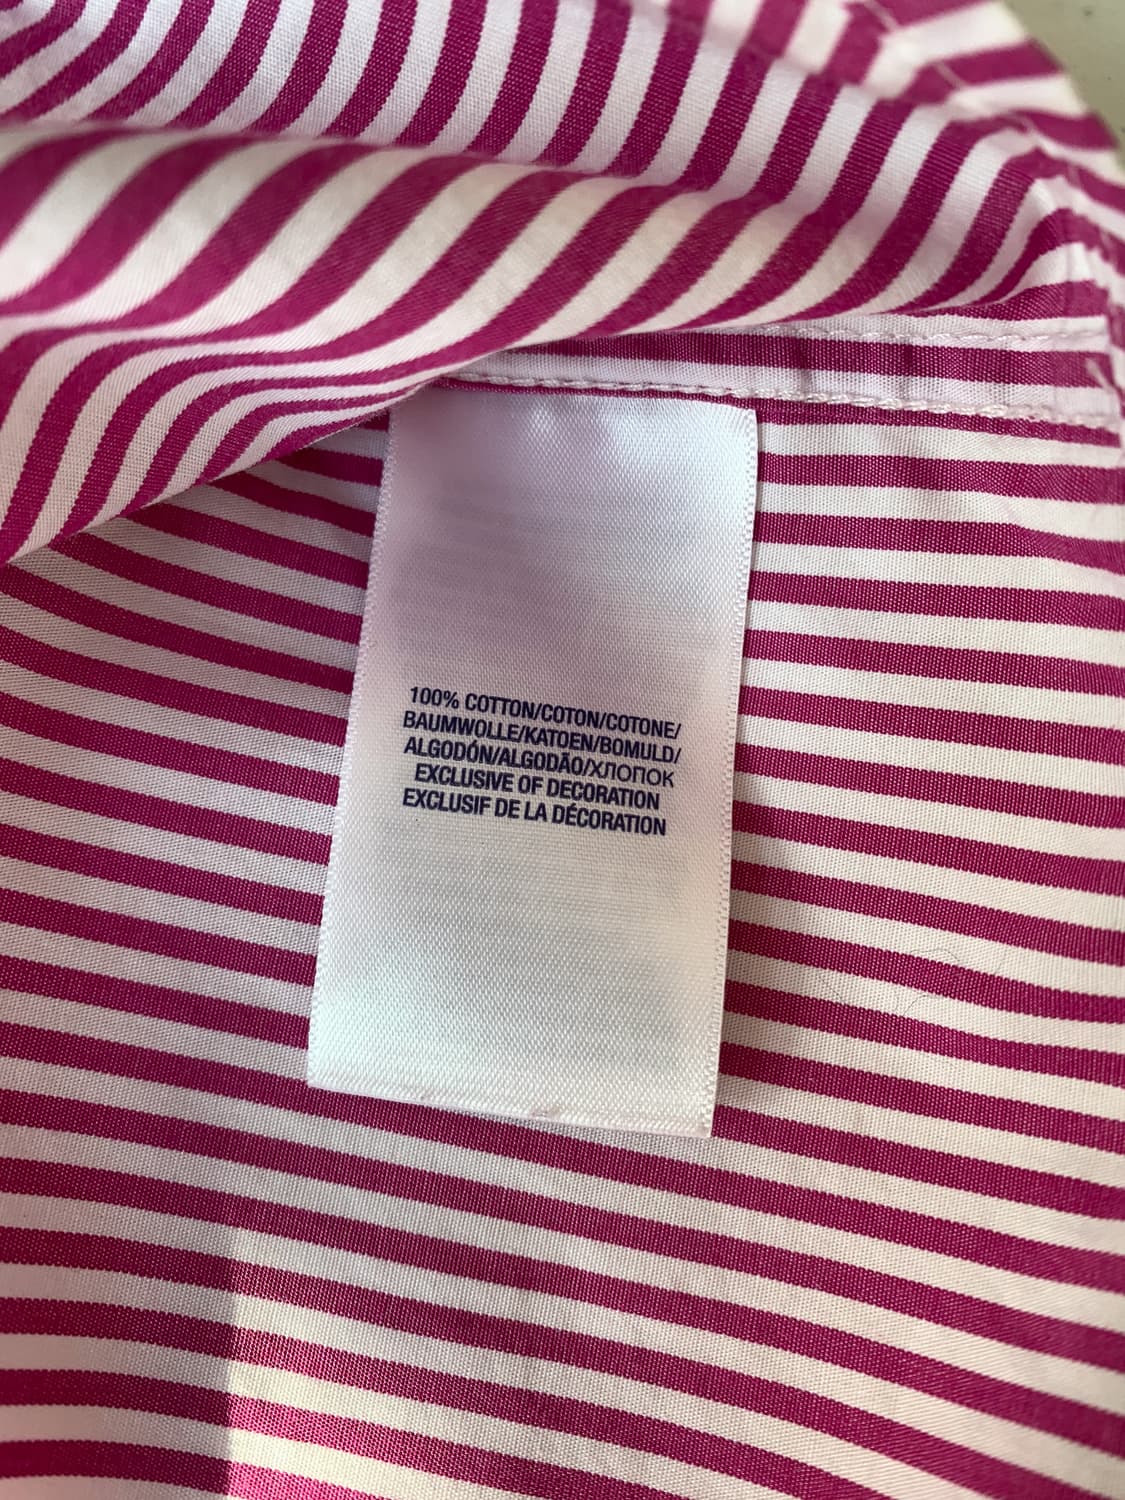 100% COTTON/COTON/COTONE/
BAUMWOLLE/KATOEN/BOMULD/
ALGODÓN/ALGODÃO/ХЛОПОК
EXCLUSIVE OF DECORATION
EXCLUSIF DE LA DÉCORATION